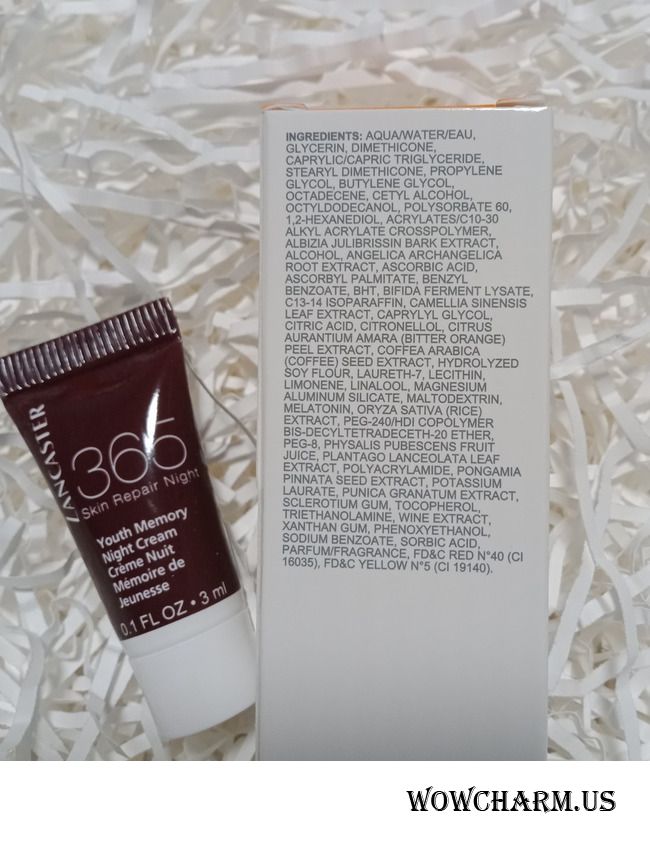 INGREDIENTS: AQUA/WATER/EAU,
GLYCERIN, DIMETHICONE,
CAPRYLIC/CAPRIC TRIGLYCERIDE,
STEARYL DIMETHICONE, PROPYLENE
GLYCOL, BUTYLENE GLYCOL,
OCTADECENE, CETYL ALCOHOL,
OCTYLDODECANOL, POLYSORBATE 60,
1,2-HEXANEDIOL, ACRYLATES/C10-30
ALKYL ACRYLATE CROSSPOLYMER,
ALBIZIA JULIBRISSIN BARK EXTRACT,
ALCOHOL, ANGELICA ARCHANGELICA
ROOT EXTRACT, ASCORBIC ACID,
ASCORBYL PALMITATE, BENZYL
BENZOATE, BHT, BIFIDA FERMENT LYSATE,
C13-14 ISOPARAFFIN, CAMELLIA SINENSIS
LEAF EXTRACT, CAPRYLYL GLYCOL,
CITRIC ACID, CITRONELLOL, CITRUS
AURANTIUM AMARA (BITTER ORANGE)
PEEL EXTRACT, COFFEA ARABICA
(COFFEE) SEED EXTRACT, HYDROLYZED
SOY FLOUR, LAURETH-7, LECITHIN,
LIMONENE, LINALOOL, MAGNESIUM
ALUMINUM SILICATE, MALTODEXTRIN,
MELATONIN, ORYZA SATIVA (RICE)
EXTRACT, PEG-240/HDI COPOLYMER
BIS-DECYLTETRADECETH-20 ETHER,
PEG-8, PHYSALIS PUBESCENS FRUIT
JUICE, PLANTAGO LANCEOLATA LEAF
EXTRACT, POLYACRYLAMIDE, PONGAMIA
PINNATA SEED EXTRACT, POTASSIUM
LAURATE, PUNICA GRANATUM EXTRACT,
SCLEROTIUM GUM, TOCOPHEROL,
TRIETHANOLAMINE, WINE EXTRACT,
XANTHAN GUM, PHENOXYETHANOL,
SODIUM BENZOATE, SORBIC ACID,
PARFUM/FRAGRANCE, FD&C RED N°40 (CI
16035), FD&C YELLOW N°5 (CI 19140).
LANCASTER
365
Skin Repair Night
Youth Memory
Night Cream
Crème Nuit
Mémoire de
Jeunesse
0.1 FL OZ • 3 ml
WOWCHARM.US